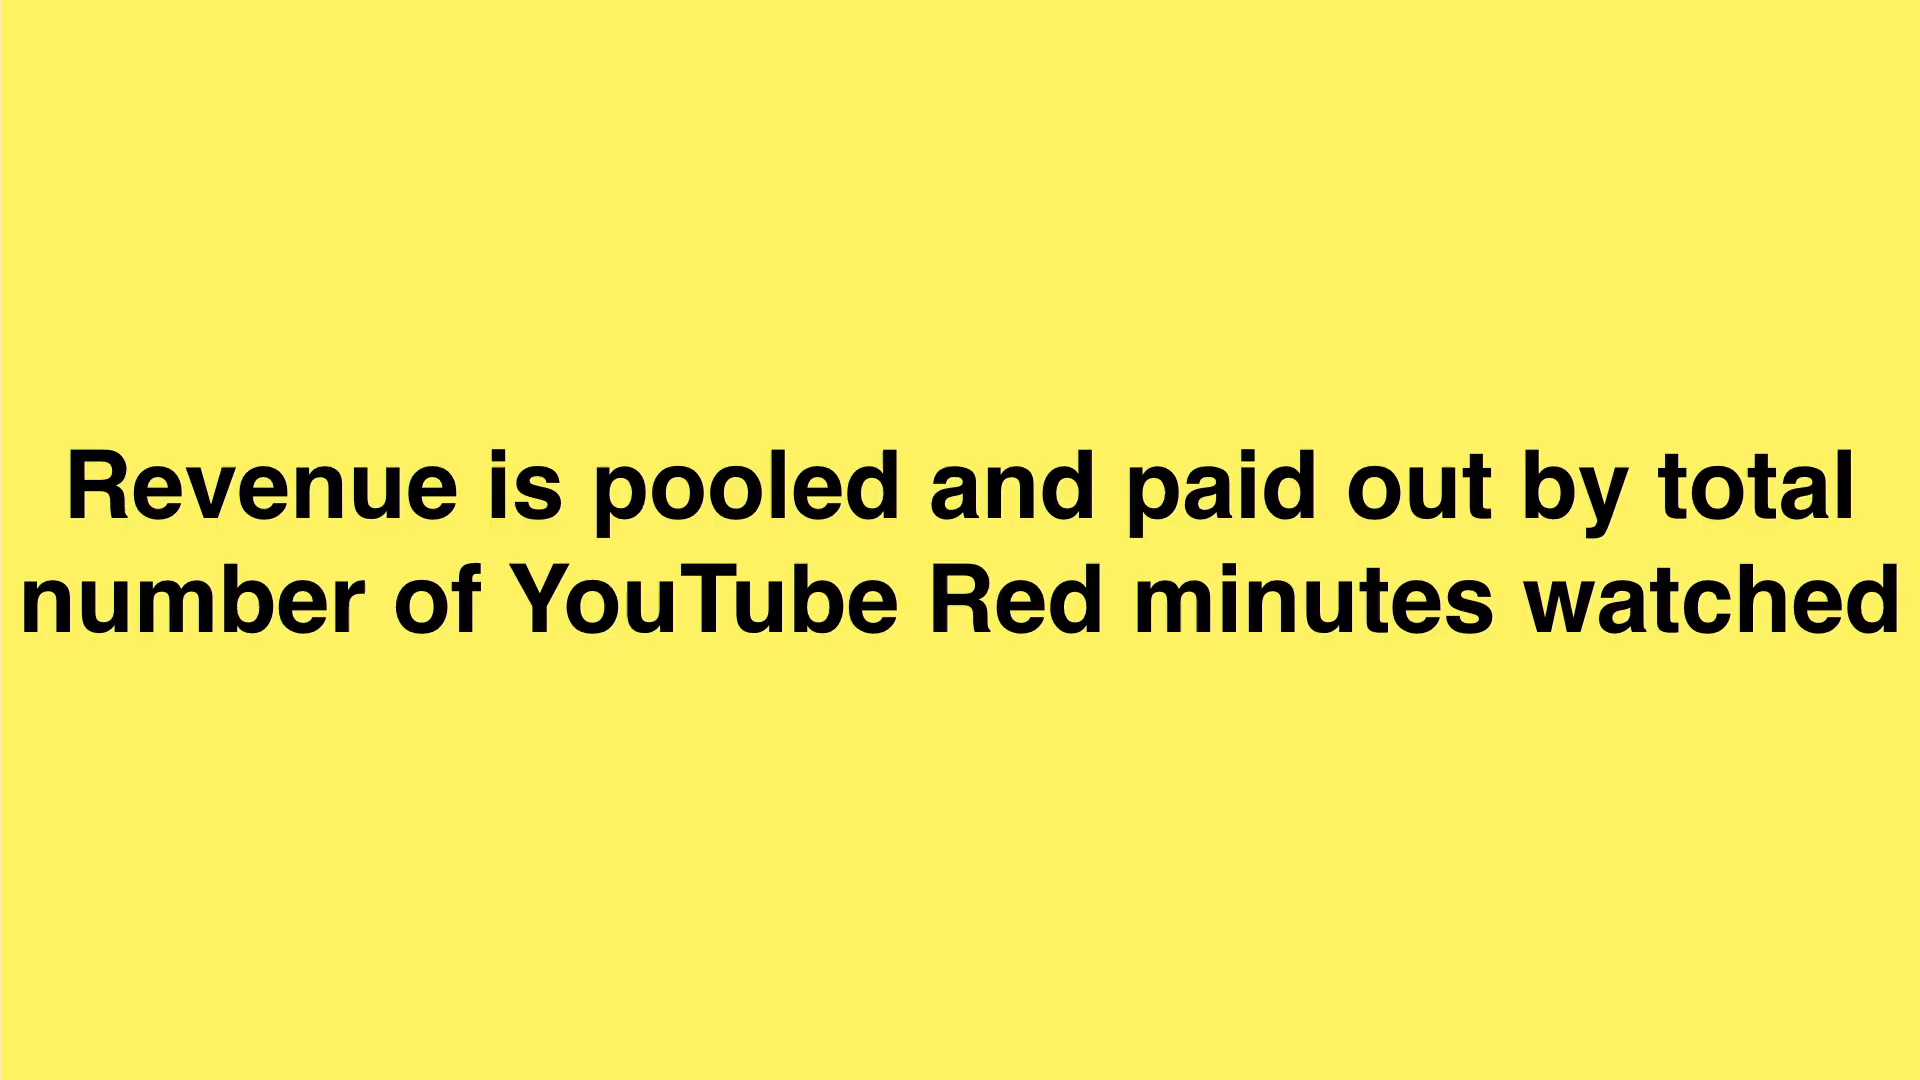 Revenue is pooled and paid out by total
number of YouTube Red minutes watched